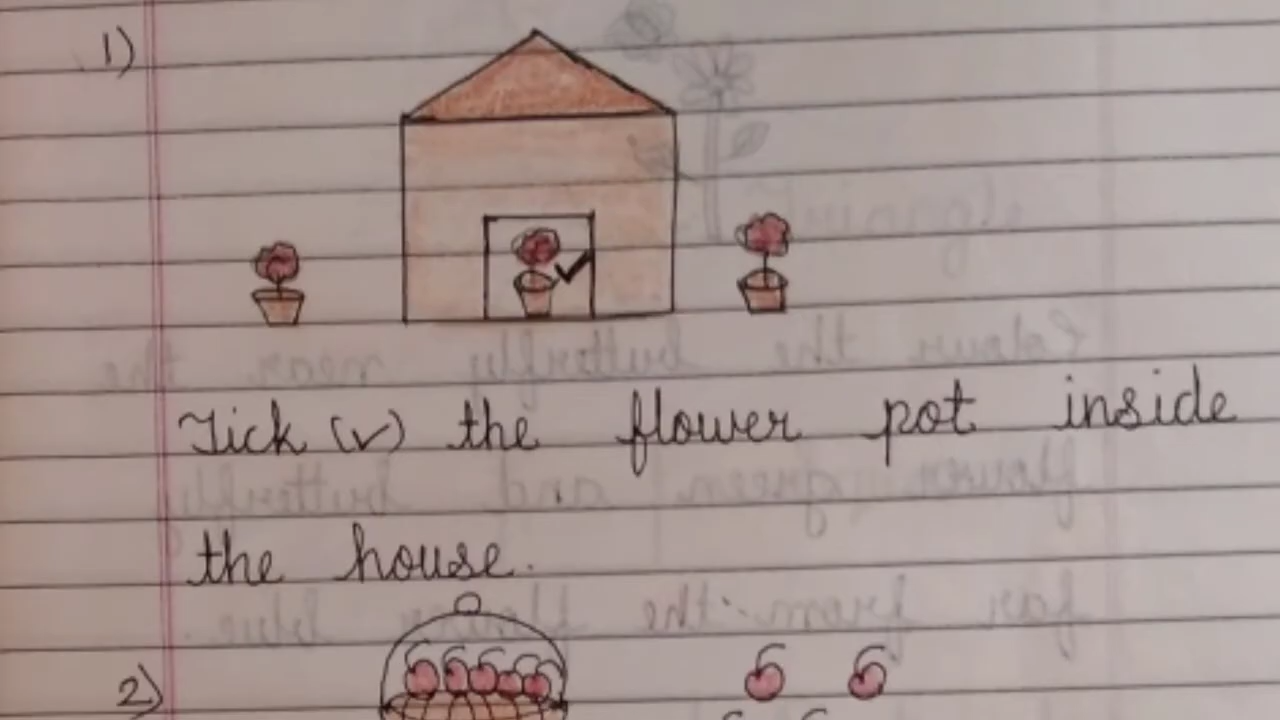 1)
Tick (✓) the flower pot inside
the house.
2)